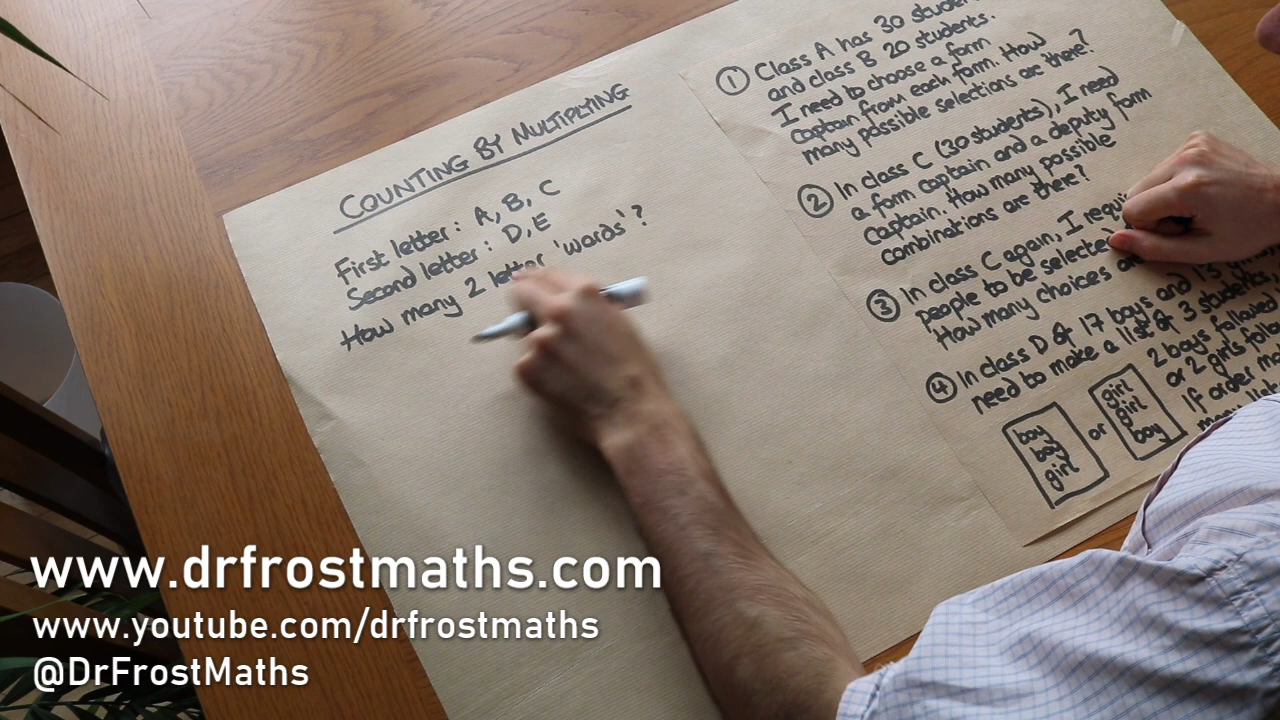 COUNTING BY MULTIPLYING
First letter : A, B, C
Second letter : D, E
How many 2 letter 'words'?
① Class A has 30 students
and class B 20 students.
I need to choose a form
captain from each form. How
many possible selections are there?
② In class C (30 students), I need
a form captain and a deputy form
captain. How many possible
combinations are there?
③ In class C again, I
people to be selected
How many choices
④ In class D of 17 boys and 13
need to make a list of 3 students,
2 boys followed
or 2 girls
If order
many
boy
boy
girl
or
girl
girl
boy
www.drfrostmaths.com
www.youtube.com/drfrostmaths
@DrFrostMaths